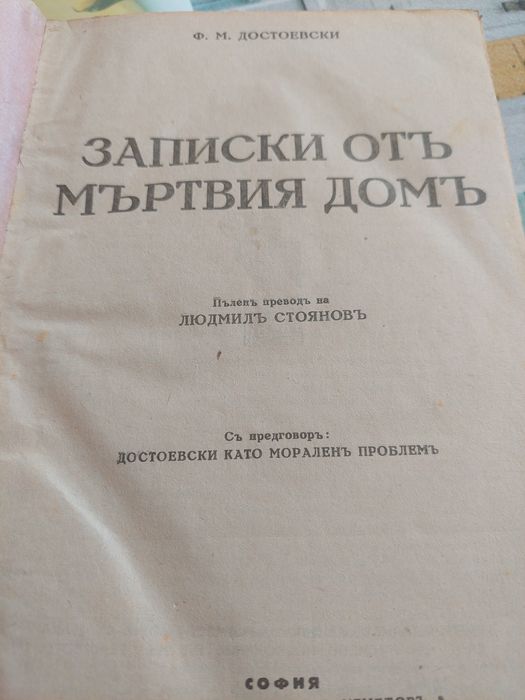 Ф. М. ДОСТОЕВСКИ
ЗАПИСКИ ОТЪ
МЪРТВИЯ ДОМЪ
Пъленъ преводъ на
ЛЮДМИЛЪ СТОЯНОВЪ
Съ предговоръ:
ДОСТОЕВСКИ КАТО МОРАЛЕНЪ ПРОБЛЕМЪ
СОФИЯ